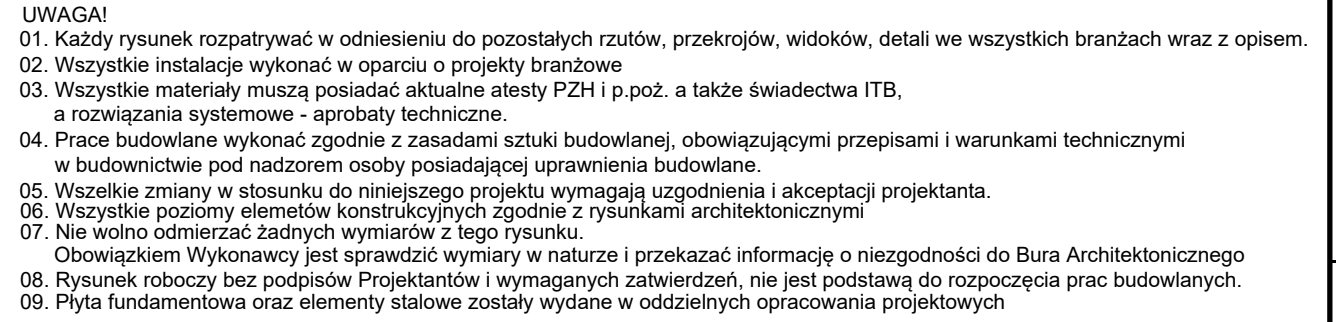 UWAGA!
01. Każdy rysunek rozpatrywać w odniesieniu do pozostałych rzutów, przekrojów, widoków, detali we wszystkich branżach wraz z opisem.
02. Wszystkie instalacje wykonać w oparciu o projekty branżowe
03. Wszystkie materiały muszą posiadać aktualne atesty PZH i p.poż. a także świadectwa ITB,
a rozwiązania systemowe - aprobaty techniczne.
04. Prace budowlane wykonać zgodnie z zasadami sztuki budowlanej, obowiązującymi przepisami i warunkami technicznymi
w budownictwie pod nadzorem osoby posiadającej uprawnienia budowlane.
05. Wszelkie zmiany w stosunku do niniejszego projektu wymagają uzgodnienia i akceptacji projektanta.
06. Wszystkie poziomy elemetów konstrukcyjnych zgodnie z rysunkami architektonicznymi
07. Nie wolno odmierzać żadnych wymiarów z tego rysunku.
Obowiązkiem Wykonawcy jest sprawdzić wymiary w naturze i przekazać informację o niezgodności do Bura Architektonicznego
08. Rysunek roboczy bez podpisów Projektantów i wymaganych zatwierdzeń, nie jest podstawą do rozpoczęcia prac budowlanych.
09. Płyta fundamentowa oraz elementy stalowe zostały wydane w oddzielnych opracowania projektowych